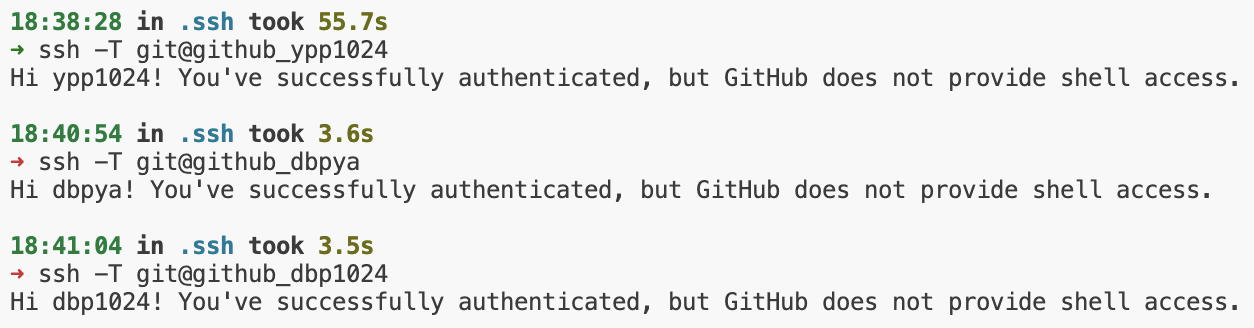 18:38:28 in .ssh took 55.7s
➜ ssh -T git@github_ypp1024
Hi ypp1024! You've successfully authenticated, but GitHub does not provide shell access.
18:40:54 in .ssh took 3.6s
➜ ssh -T git@github_dbpya
Hi dbpya! You've successfully authenticated, but GitHub does not provide shell access.
18:41:04 in .ssh took 3.5s
➜ ssh -T git@github_dbp1024
Hi dbp1024! You've successfully authenticated, but GitHub does not provide shell access.